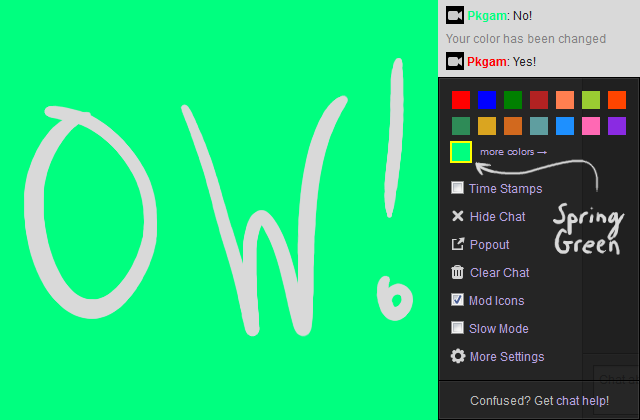 OW!
Pkgam: No!
Your color has been changed
Pkgam: Yes!
more colors →
Time Stamps
Hide Chat
Spring
Green
Popout
Clear Chat
Mod Icons
Slow Mode
More Settings
Confused? Get chat help!